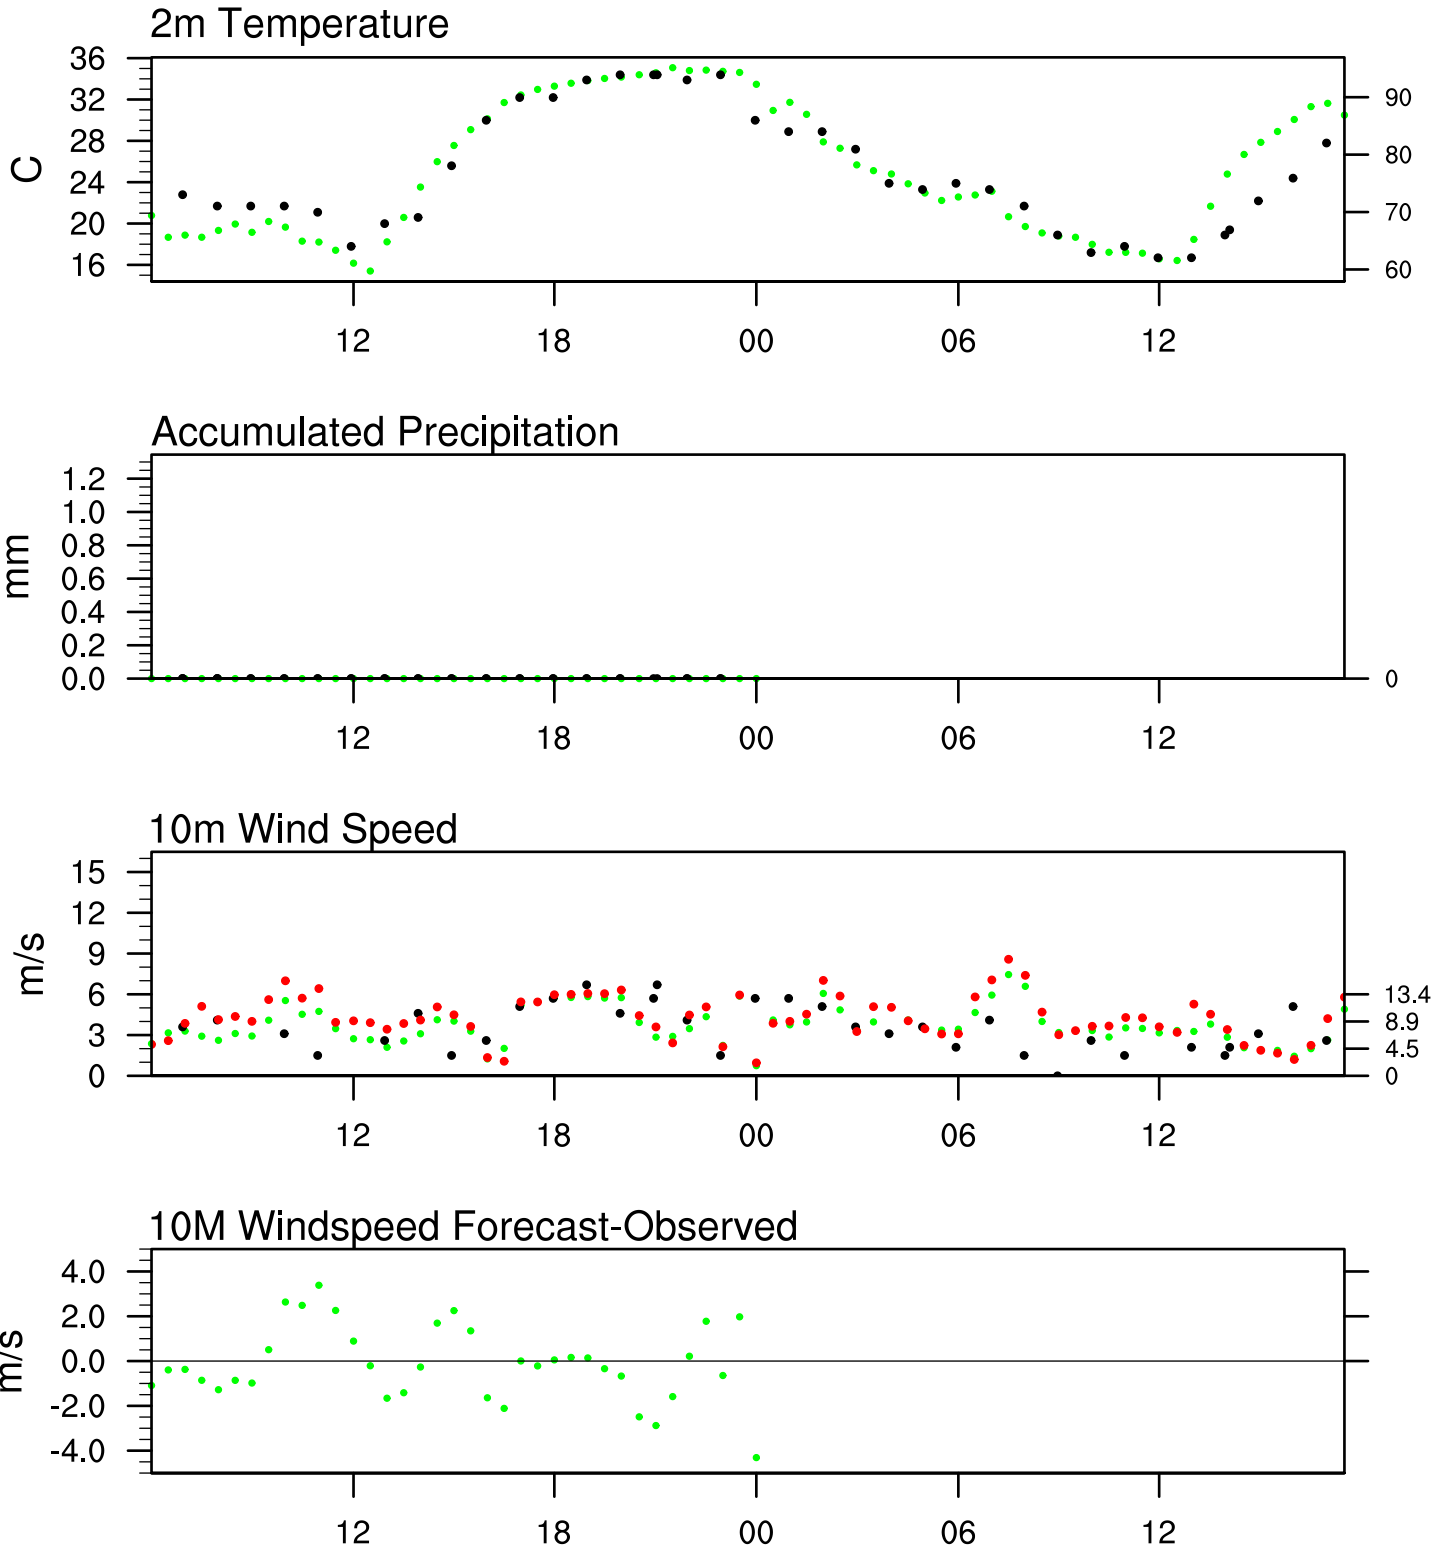 2m Temperature
C
36
32
28
24
20
16
90
80
70
60
12 18 00 06 12
Accumulated Precipitation
mm
1.2
1.0
0.8
0.6
0.4
0.2
0.0
0
12 18 00 06 12
10m Wind Speed
m/s
15
12
9
6
3
0
13.4
8.9
4.5
0
12 18 00 06 12
10M Windspeed Forecast-Observed
m/s
4.0
2.0
0.0
-2.0
-4.0
12 18 00 06 12